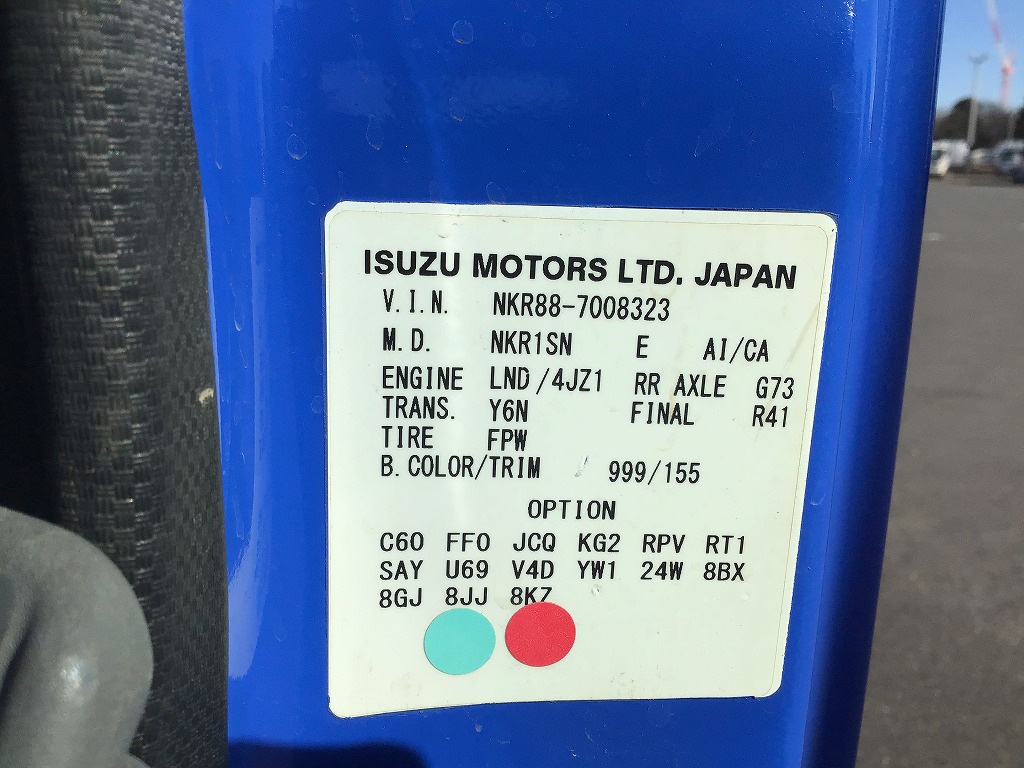 ISUZU MOTORS LTD. JAPAN
V.I.N. NKR88-7008323
M.D. NKR1SN E AI/CA
ENGINE LND/4JZ1 RR AXLE G73
TRANS. Y6N FINAL R41
TIRE FPW
B.COLOR/TRIM 999/155
OPTION
C60 FF0 JCQ KG2 RPV RT1
SAY U69 V4D YW1 24W 8BX
8GJ 8JJ 8KZ